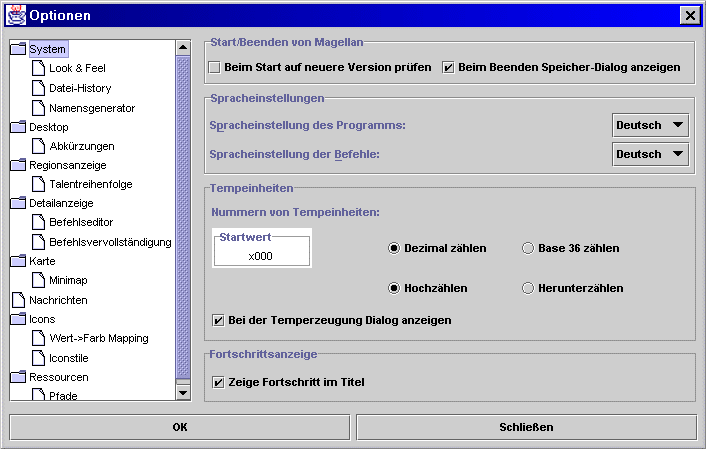 Optionen
System
Look & Feel
Datei-History
Namensgenerator
Desktop
Abkürzungen
Regionsanzeige
Talentreihenfolge
Detailanzeige
Befehlseditor
Befehlsvervollständigung
Karte
Minimap
Nachrichten
Icons
Wert->Farb Mapping
Iconstile
Ressourcen
Pfade
Start/Beenden von Magellan
Beim Start auf neuere Version prüfen Beim Beenden Speicher-Dialog anzeigen
Spracheinstellungen
Spracheinstellung des Programms: Deutsch
Spracheinstellung der Befehle: Deutsch
Tempeinheiten
Nummern von Tempeinheiten:
Startwert
x000
Dezimal zählen Base 36 zählen
Hochzählen Herunterzählen
Bei der Temperzeugung Dialog anzeigen
Fortschrittsanzeige
Zeige Fortschritt im Titel
OK Schließen